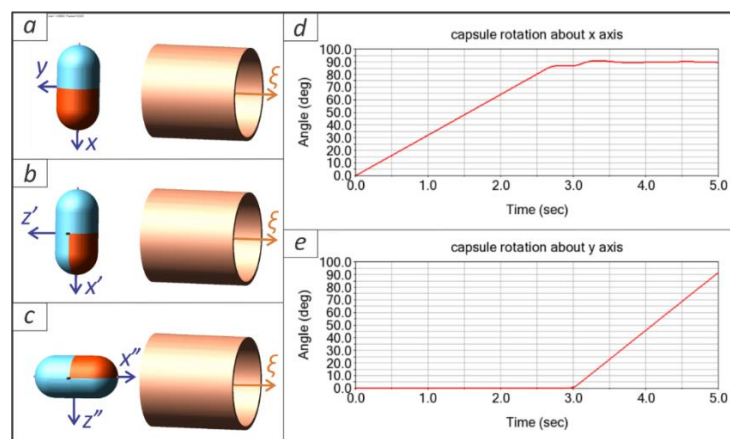 a
y
x
ξ
b
z'
x'
ξ
c
x"
z"
ξ
d
capsule rotation about x axis
Angle (deg)
100.0
90.0
80.0
70.0
60.0
50.0
40.0
30.0
20.0
10.0
0.0
0.0 1.0 2.0 3.0 4.0 5.0
Time (sec)
e
capsule rotation about y axis
Angle (deg)
100.0
90.0
80.0
70.0
60.0
50.0
40.0
30.0
20.0
10.0
0.0
0.0 1.0 2.0 3.0 4.0 5.0
Time (sec)